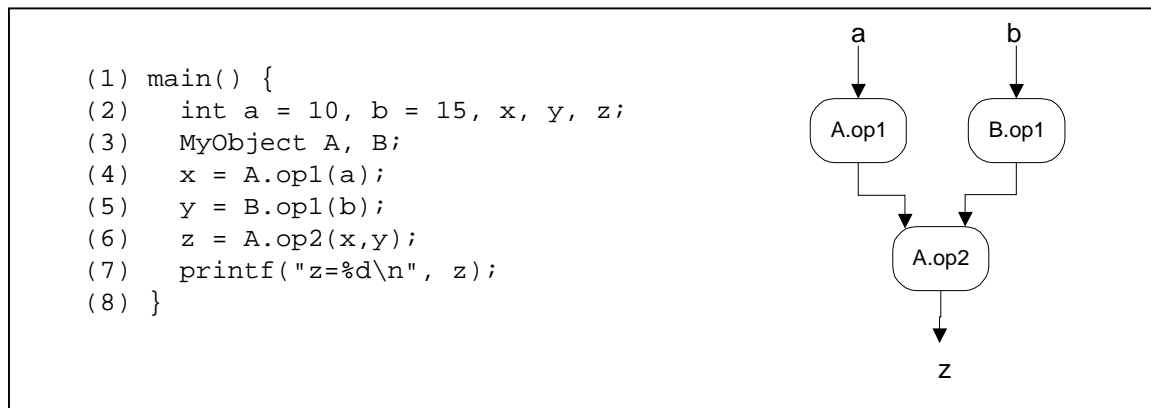 (1) main() {
(2)   int a = 10, b = 15, x, y, z;
(3)   MyObject A, B;
(4)   x = A.op1(a);
(5)   y = B.op1(b);
(6)   z = A.op2(x,y);
(7)   printf("z=%d\n", z);
(8) }
a
b
A.op1
B.op1
A.op2
z